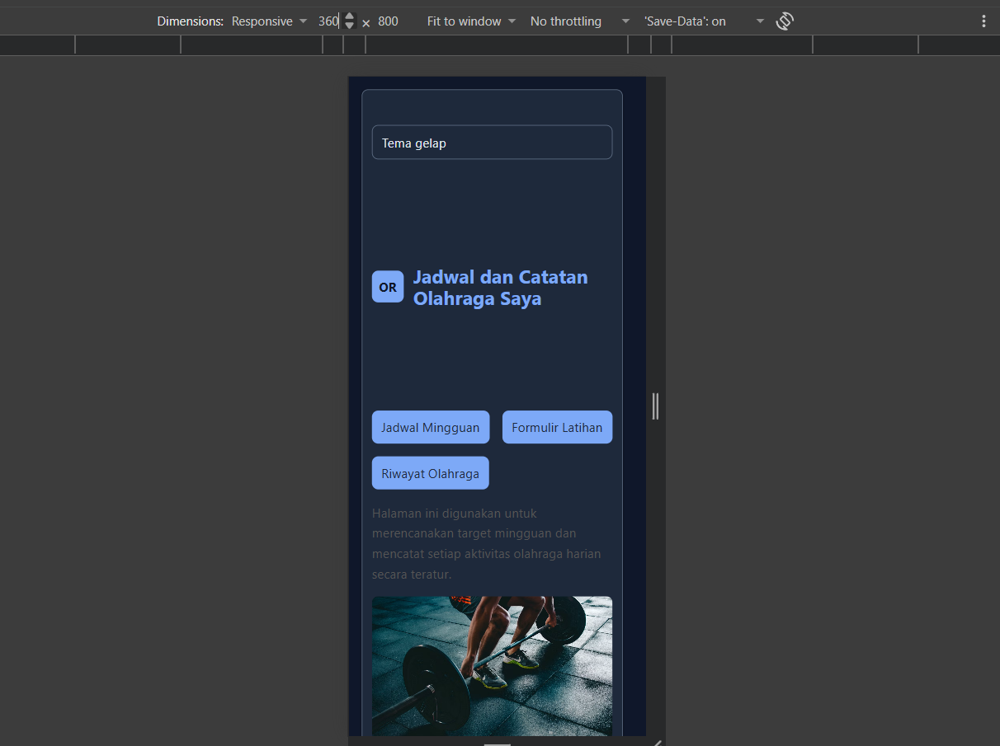 Dimensions: Responsive 360 × 800 Fit to window No throttling 'Save-Data': on
Tema gelap
OR
Jadwal dan Catatan
Olahraga Saya
Jadwal Mingguan Formulir Latihan
Riwayat Olahraga
Halaman ini digunakan untuk
merencanakan target mingguan dan
mencatat setiap aktivitas olahraga harian
secara teratur.